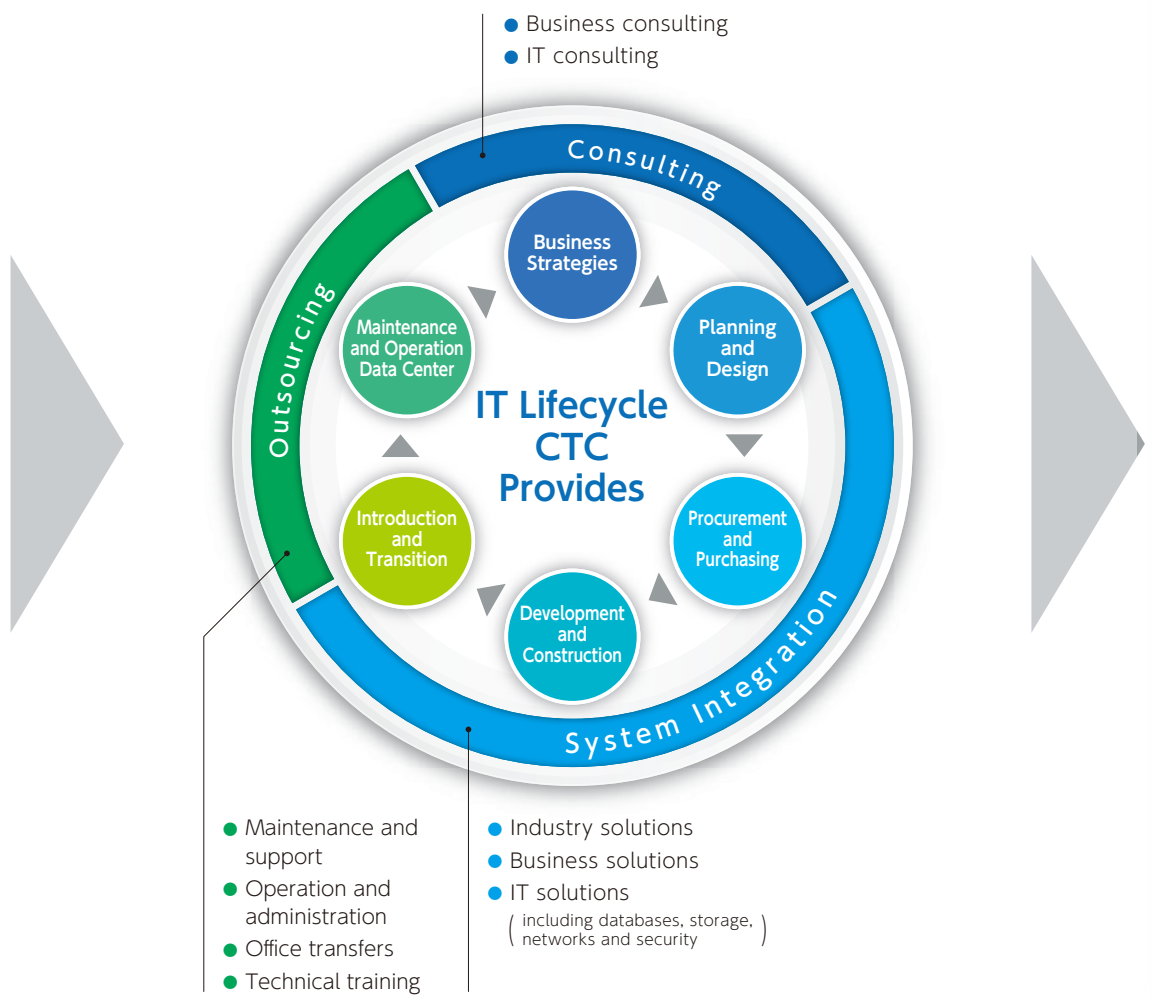 Business consulting
IT consulting
Consulting
Business
Strategies
Maintenance
and Operation
Data Center
Planning
and
Design
Outsourcing
IT Lifecycle
CTC
Provides
Introduction
and
Transition
Procurement
and
Purchasing
Development
and
Construction
System Integration
Maintenance and
support
Operation and
administration
Office transfers
Technical training
Industry solutions
Business solutions
IT solutions
(including databases, storage,
networks and security)